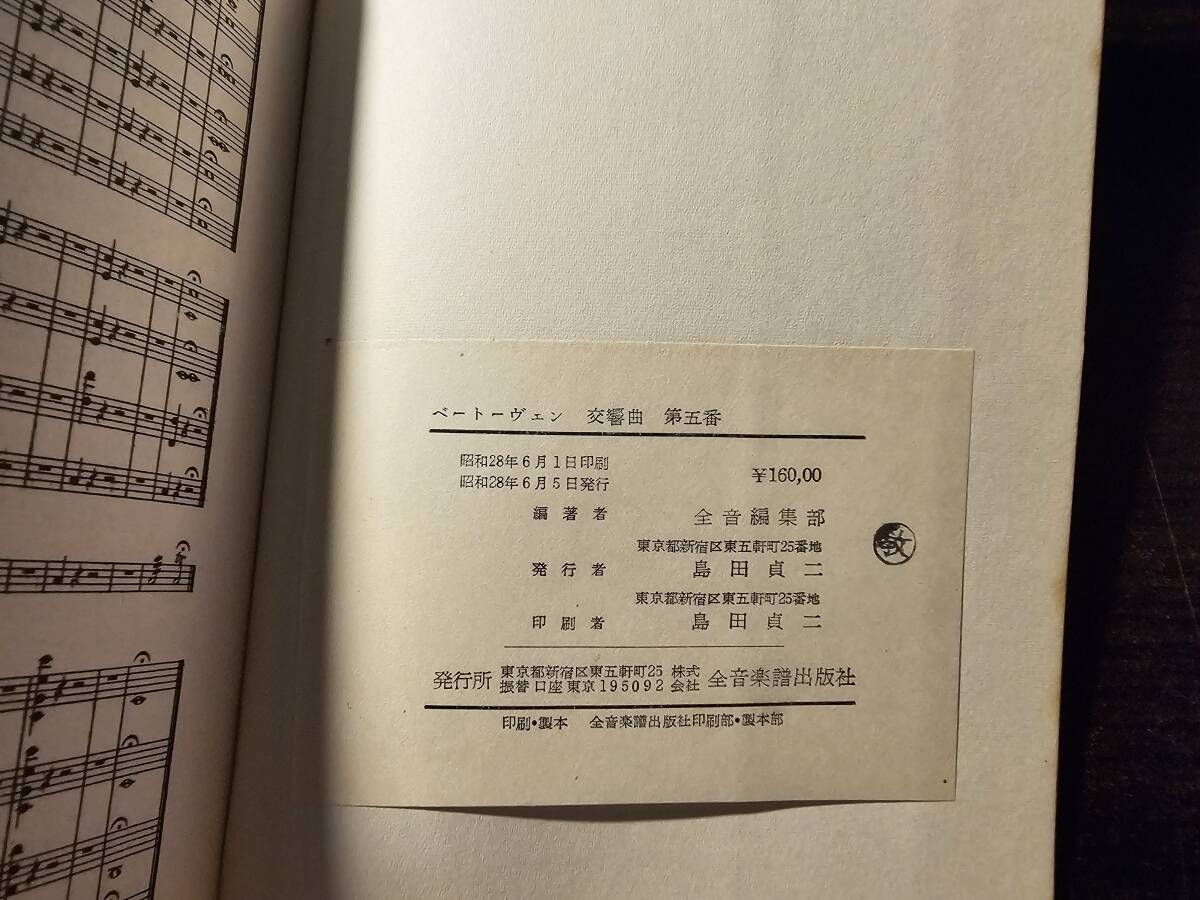 ベートーヴェン 交響曲 第五番
昭和28年6月1日印刷
昭和28年6月5日発行
¥160,00
編著者 全音編集部
東京都新宿区東五軒町25番地
発行者 島田貞二
東京都新宿区東五軒町25番地
印刷者 島田貞二
発行所 東京都新宿区東五軒町25 株式
振替口座東京195092 会社 全音楽譜出版社
印刷・製本 全音楽譜出版社印刷部・製本部